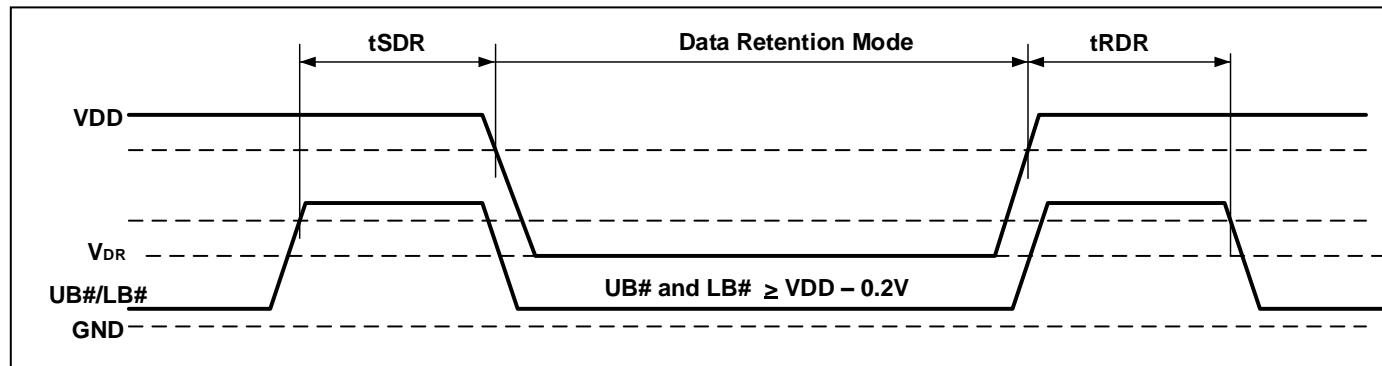 tSDR
Data Retention Mode
tRDR
VDD
VDR
UB#/LB#
UB# and LB# ≥ VDD – 0.2V
GND